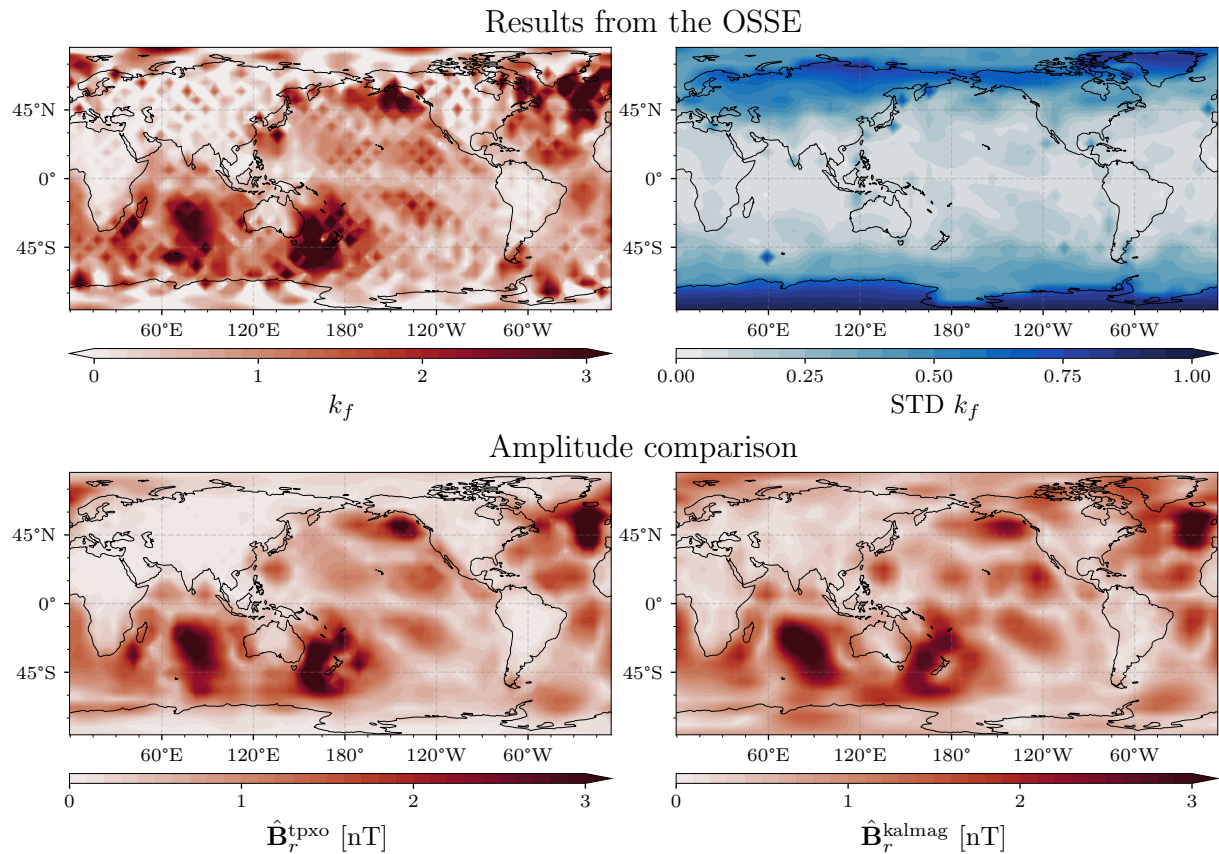 Results from the OSSE
45°N
0°
45°S
60°E 120°E 180° 120°W 60°W
60°E 120°E 180° 120°W 60°W
0 1 2 3
0.00 0.25 0.50 0.75 1.00
k_f
STD k_f
Amplitude comparison
45°N
0°
45°S
45°N
0°
45°S
60°E 120°E 180° 120°W 60°W
60°E 120°E 180° 120°W 60°W
0 1 2 3
0 1 2 3
B̂_r^tpxo [nT]
B̂_r^kalmag [nT]